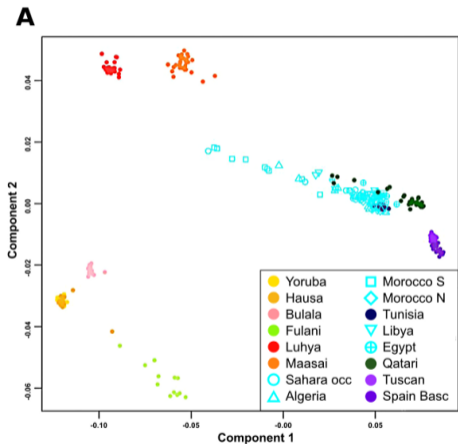 A
0.04
0.02
0.00
-0.02
-0.04
-0.06
Component 2
Yoruba
Hausa
Bulala
Fulani
Luhya
Maasai
Sahara occ
Algeria
Morocco S
Morocco N
Tunisia
Libya
Egypt
Qatari
Tuscan
Spain Basc
-0.10
-0.05
-0.00
0.05
Component 1